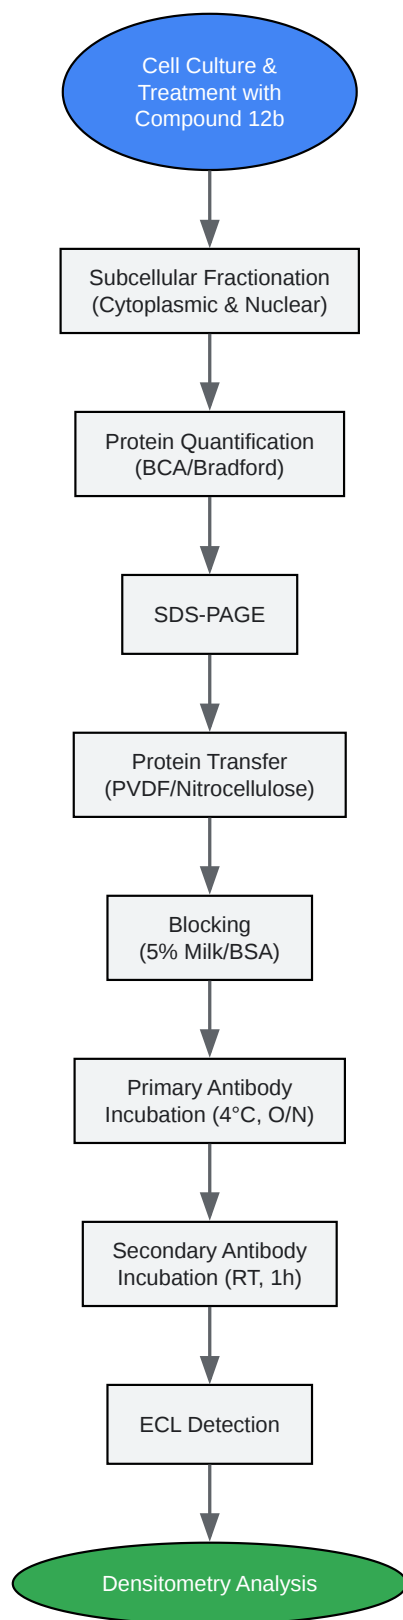 Cell Culture &
Treatment with
Compound 12b
Subcellular Fractionation
(Cytoplasmic & Nuclear)
Protein Quantification
(BCA/Bradford)
SDS-PAGE
Protein Transfer
(PVDF/Nitrocellulose)
Blocking
(5% Milk/BSA)
Primary Antibody
Incubation (4°C, O/N)
Secondary Antibody
Incubation (RT, 1h)
ECL Detection
Densitometry Analysis